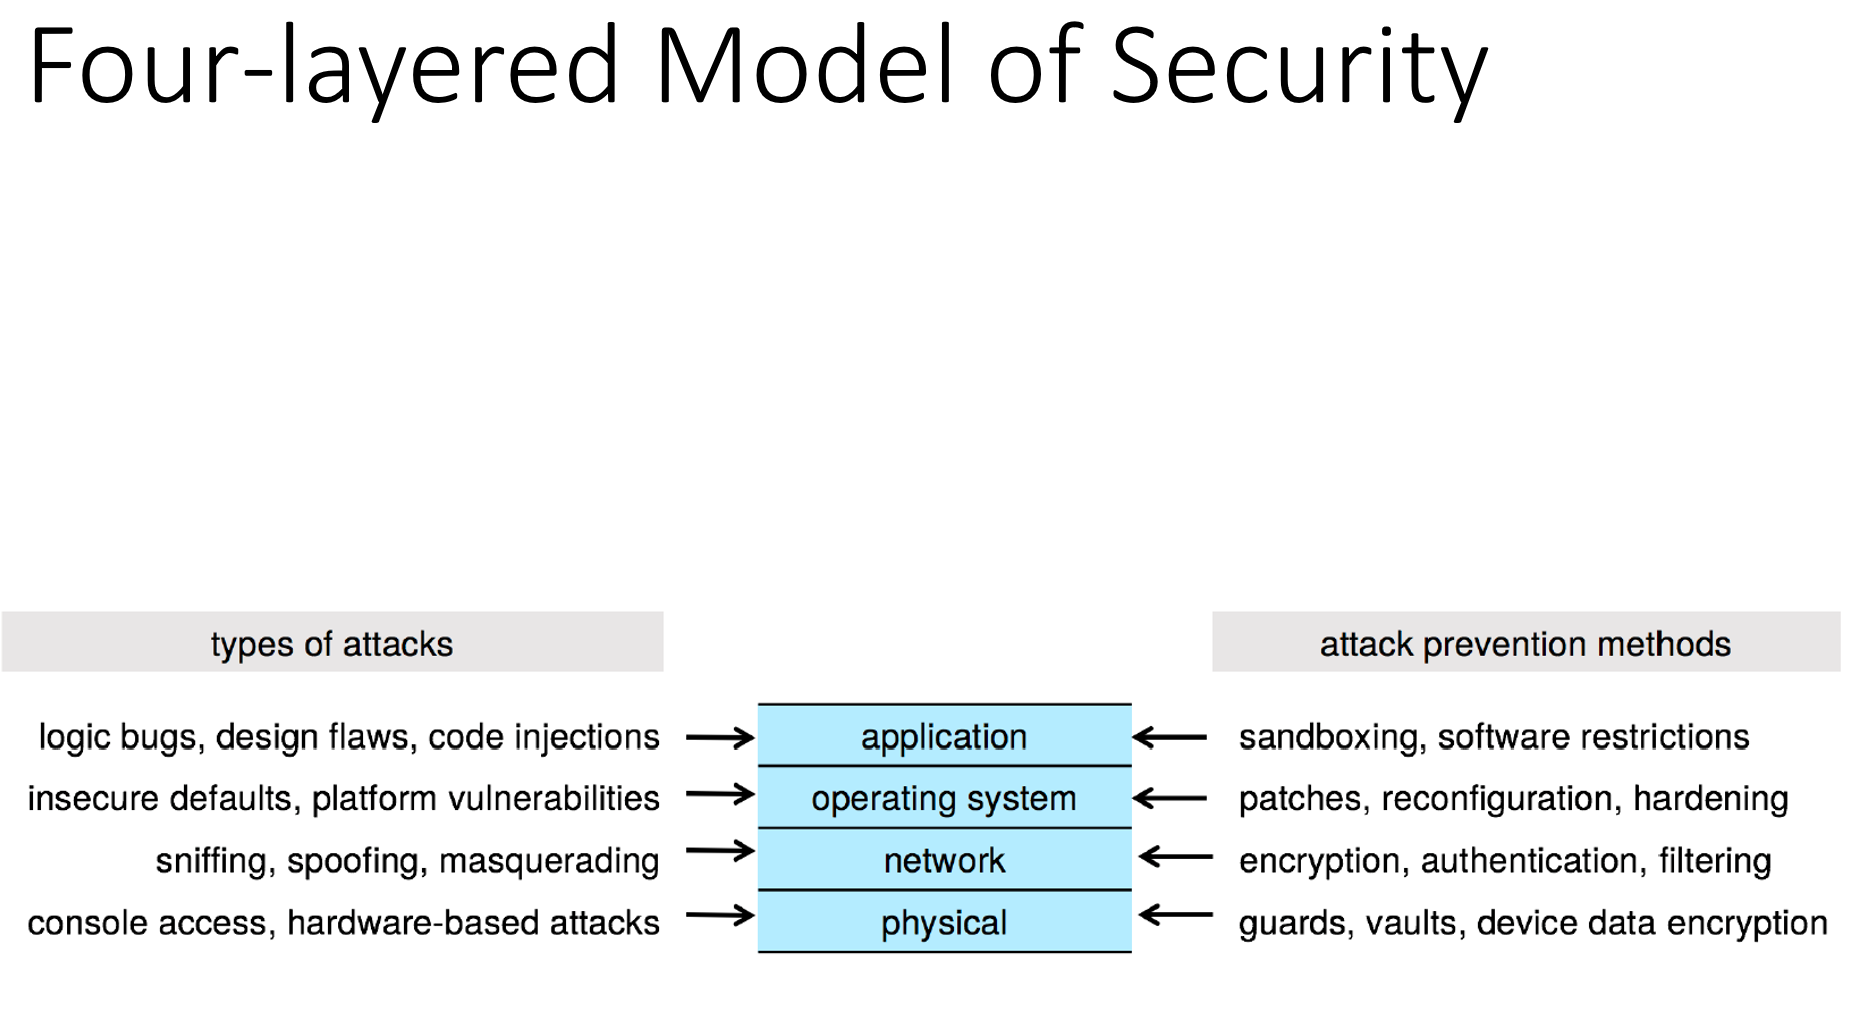 Four-layered Model of Security
types of attacks
attack prevention methods
logic bugs, design flaws, code injections
application
sandboxing, software restrictions
insecure defaults, platform vulnerabilities
operating system
patches, reconfiguration, hardening
sniffing, spoofing, masquerading
network
encryption, authentication, filtering
console access, hardware-based attacks
physical
guards, vaults, device data encryption